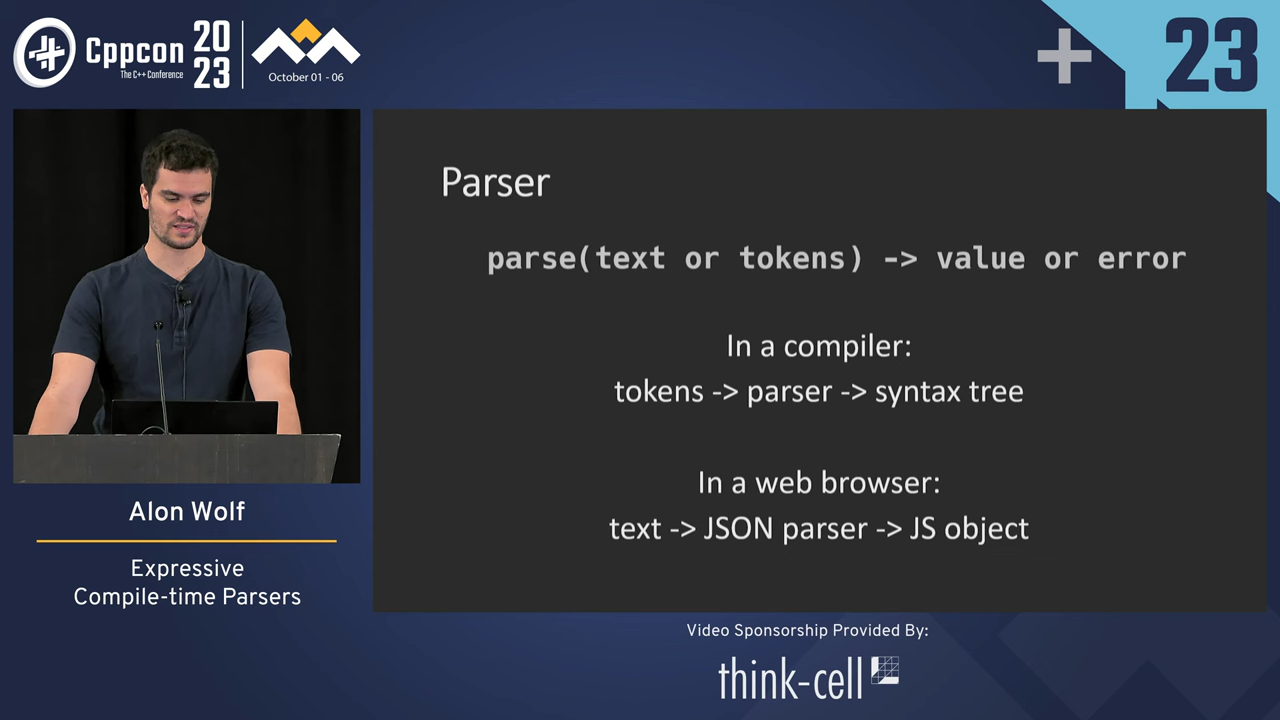 Cppcon
The C++ Conference
20
23
October 01 - 06
23
Parser
parse(text or tokens) -> value or error
In a compiler:
tokens -> parser -> syntax tree
In a web browser:
text -> JSON parser -> JS object
Alon Wolf
Expressive
Compile-time Parsers
Video Sponsorship Provided By:
think-cell